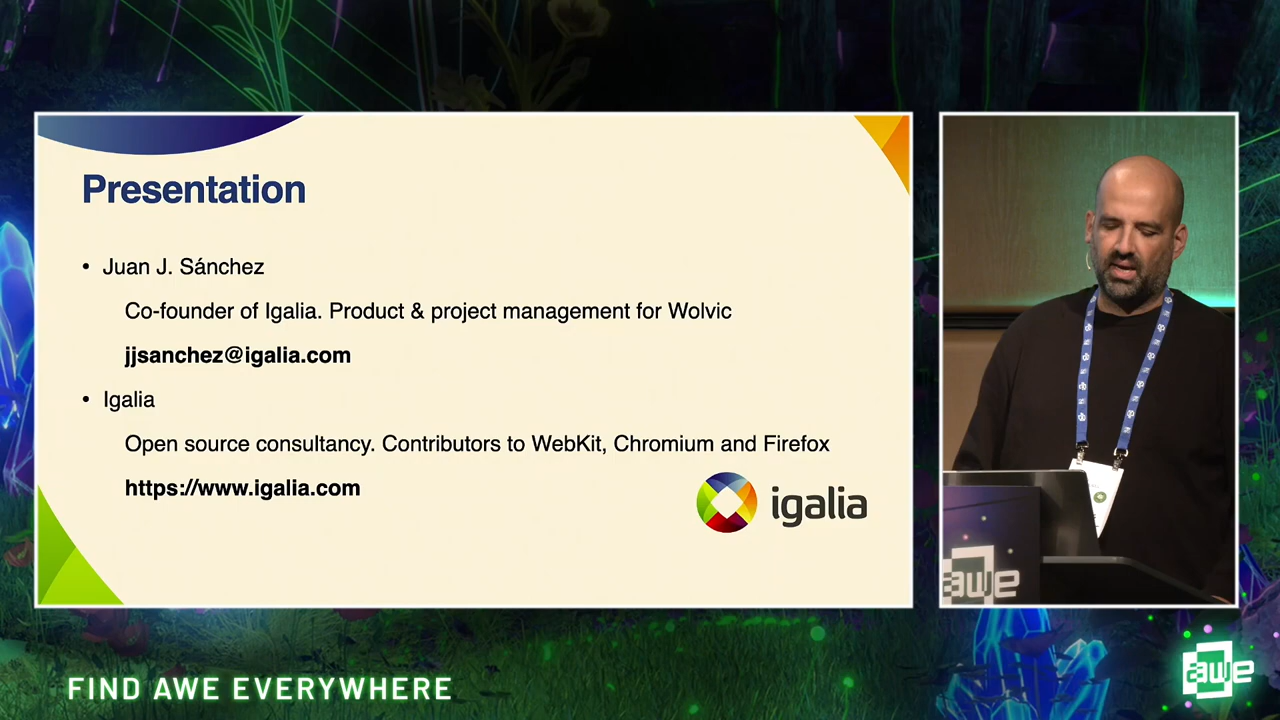 Presentation
• Juan J. Sánchez
Co-founder of Igalia. Product & project management for Wolvic
jjsanchez@igalia.com
• Igalia
Open source consultancy. Contributors to WebKit, Chromium and Firefox
https://www.igalia.com
igalia
awe
FIND AWE EVERYWHERE
awe